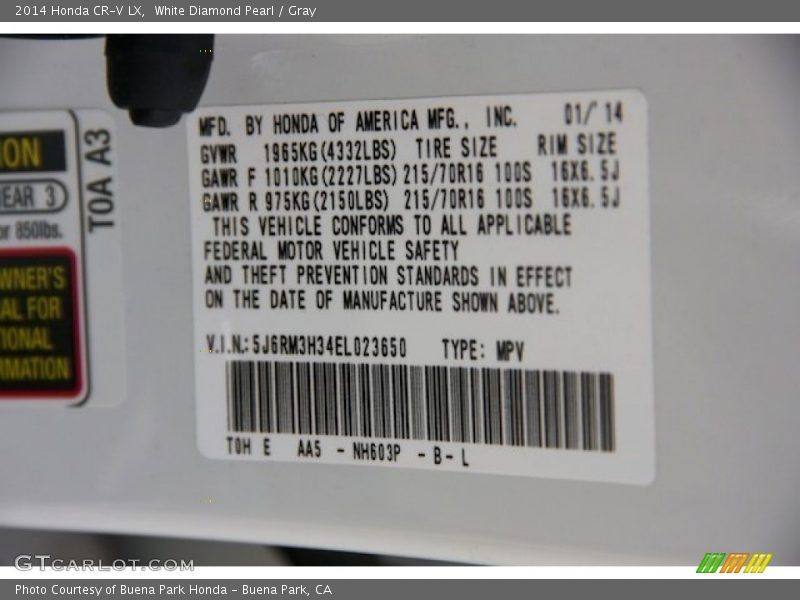 2014 Honda CR-V LX,  White Diamond Pearl / Gray
ION
NEAR 3
or 850lbs.
WNER'S
AL FOR
TIONAL
RMATION
T0A A3
MFD. BY HONDA OF AMERICA MFG., INC. 01/'14
GVWR 1965KG(4332LBS) TIRE SIZE RIM SIZE
GAWR F 1010KG(2227LBS) 215/70R16 100S 16X6.5J
GAWR R 975KG(2150LBS) 215/70R16 100S 16X6.5J
THIS VEHICLE CONFORMS TO ALL APPLICABLE
FEDERAL MOTOR VEHICLE SAFETY
AND THEFT PREVENTION STANDARDS IN EFFECT
ON THE DATE OF MANUFACTURE SHOWN ABOVE.
V.I.N.:5J6RM3H34EL023650 TYPE: MPV
T0H E AA5 - NH603P - B- L
GTCARLOT.COM
Photo Courtesy of Buena Park Honda - Buena Park, CA